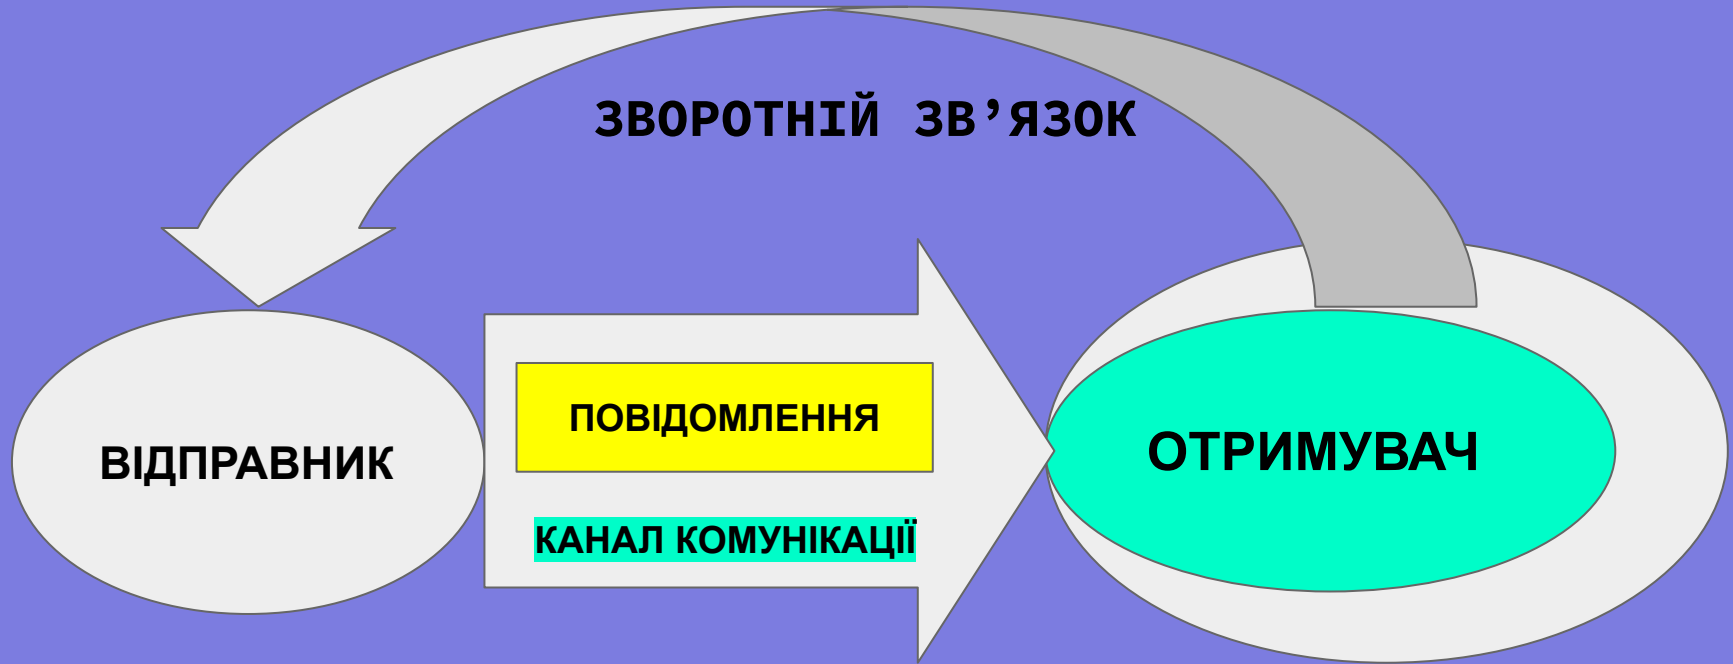 ЗВОРОТНІЙ ЗВ’ЯЗОК
ПОВІДОМЛЕННЯ
ВІДПРАВНИК
ОТРИМУВАЧ
КАНАЛ КОМУНІКАЦІЇ